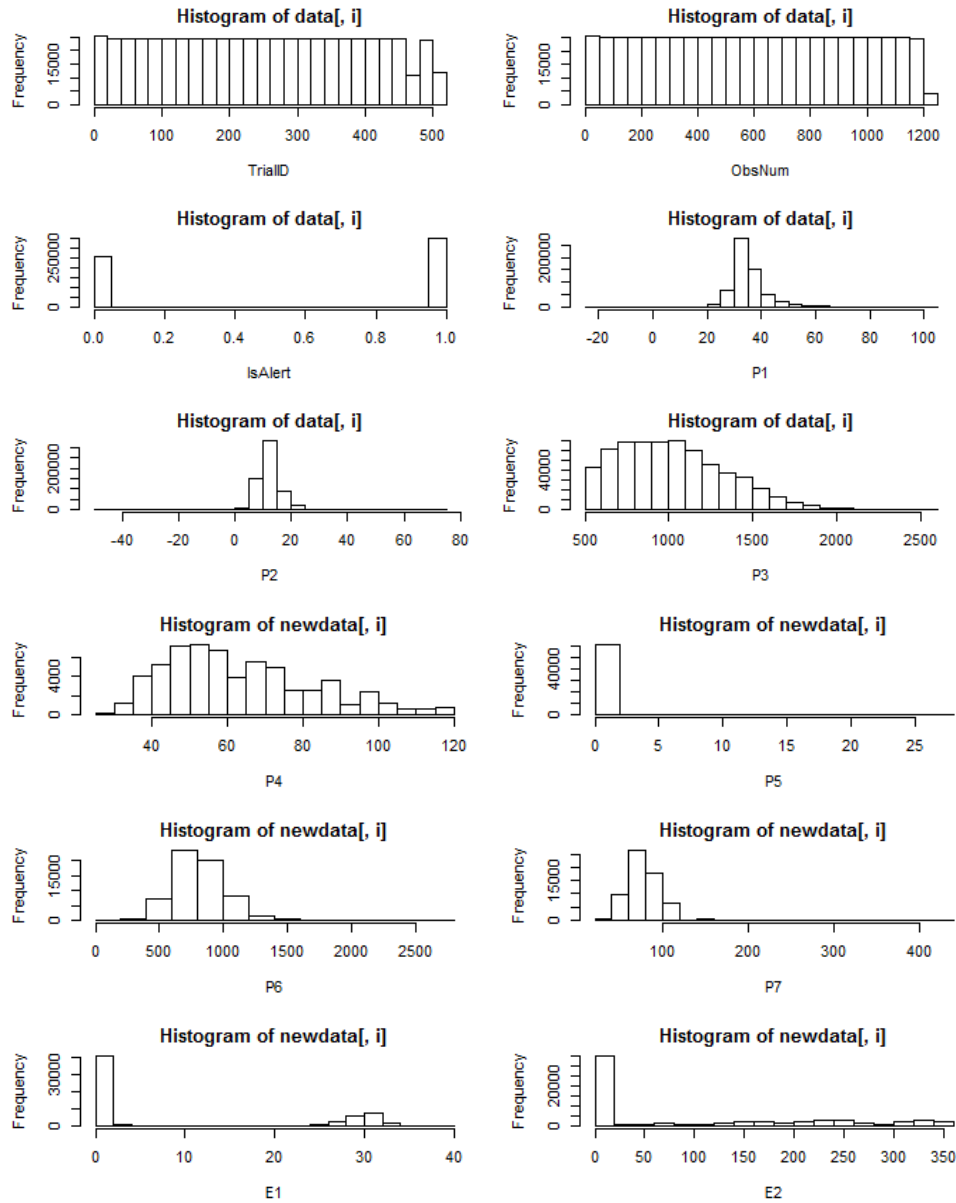 Histogram of data[, i]
Frequency
0 15000
0 100 200 300 400 500
TrialID
Histogram of data[, i]
Frequency
0 15000
0 200 400 600 800 1000 1200
ObsNum
Histogram of data[, i]
Frequency
0 250000
0.0 0.2 0.4 0.6 0.8 1.0
IsAlert
Histogram of data[, i]
Frequency
0 200000
-20 0 20 40 60 80 100
P1
Histogram of data[, i]
Frequency
0 200000
-40 -20 0 20 40 60 80
P2
Histogram of data[, i]
Frequency
0 40000
500 1000 1500 2000 2500
P3
Histogram of newdata[, i]
Frequency
0 4000
40 60 80 100 120
P4
Histogram of newdata[, i]
Frequency
0 40000
0 5 10 15 20 25
P5
Histogram of newdata[, i]
Frequency
0 15000
0 500 1000 1500 2000 2500
P6
Histogram of newdata[, i]
Frequency
0 15000
100 200 300 400
P7
Histogram of newdata[, i]
Frequency
0 30000
0 10 20 30 40
E1
Histogram of newdata[, i]
Frequency
0 20000
0 50 100 150 200 250 300 350
E2